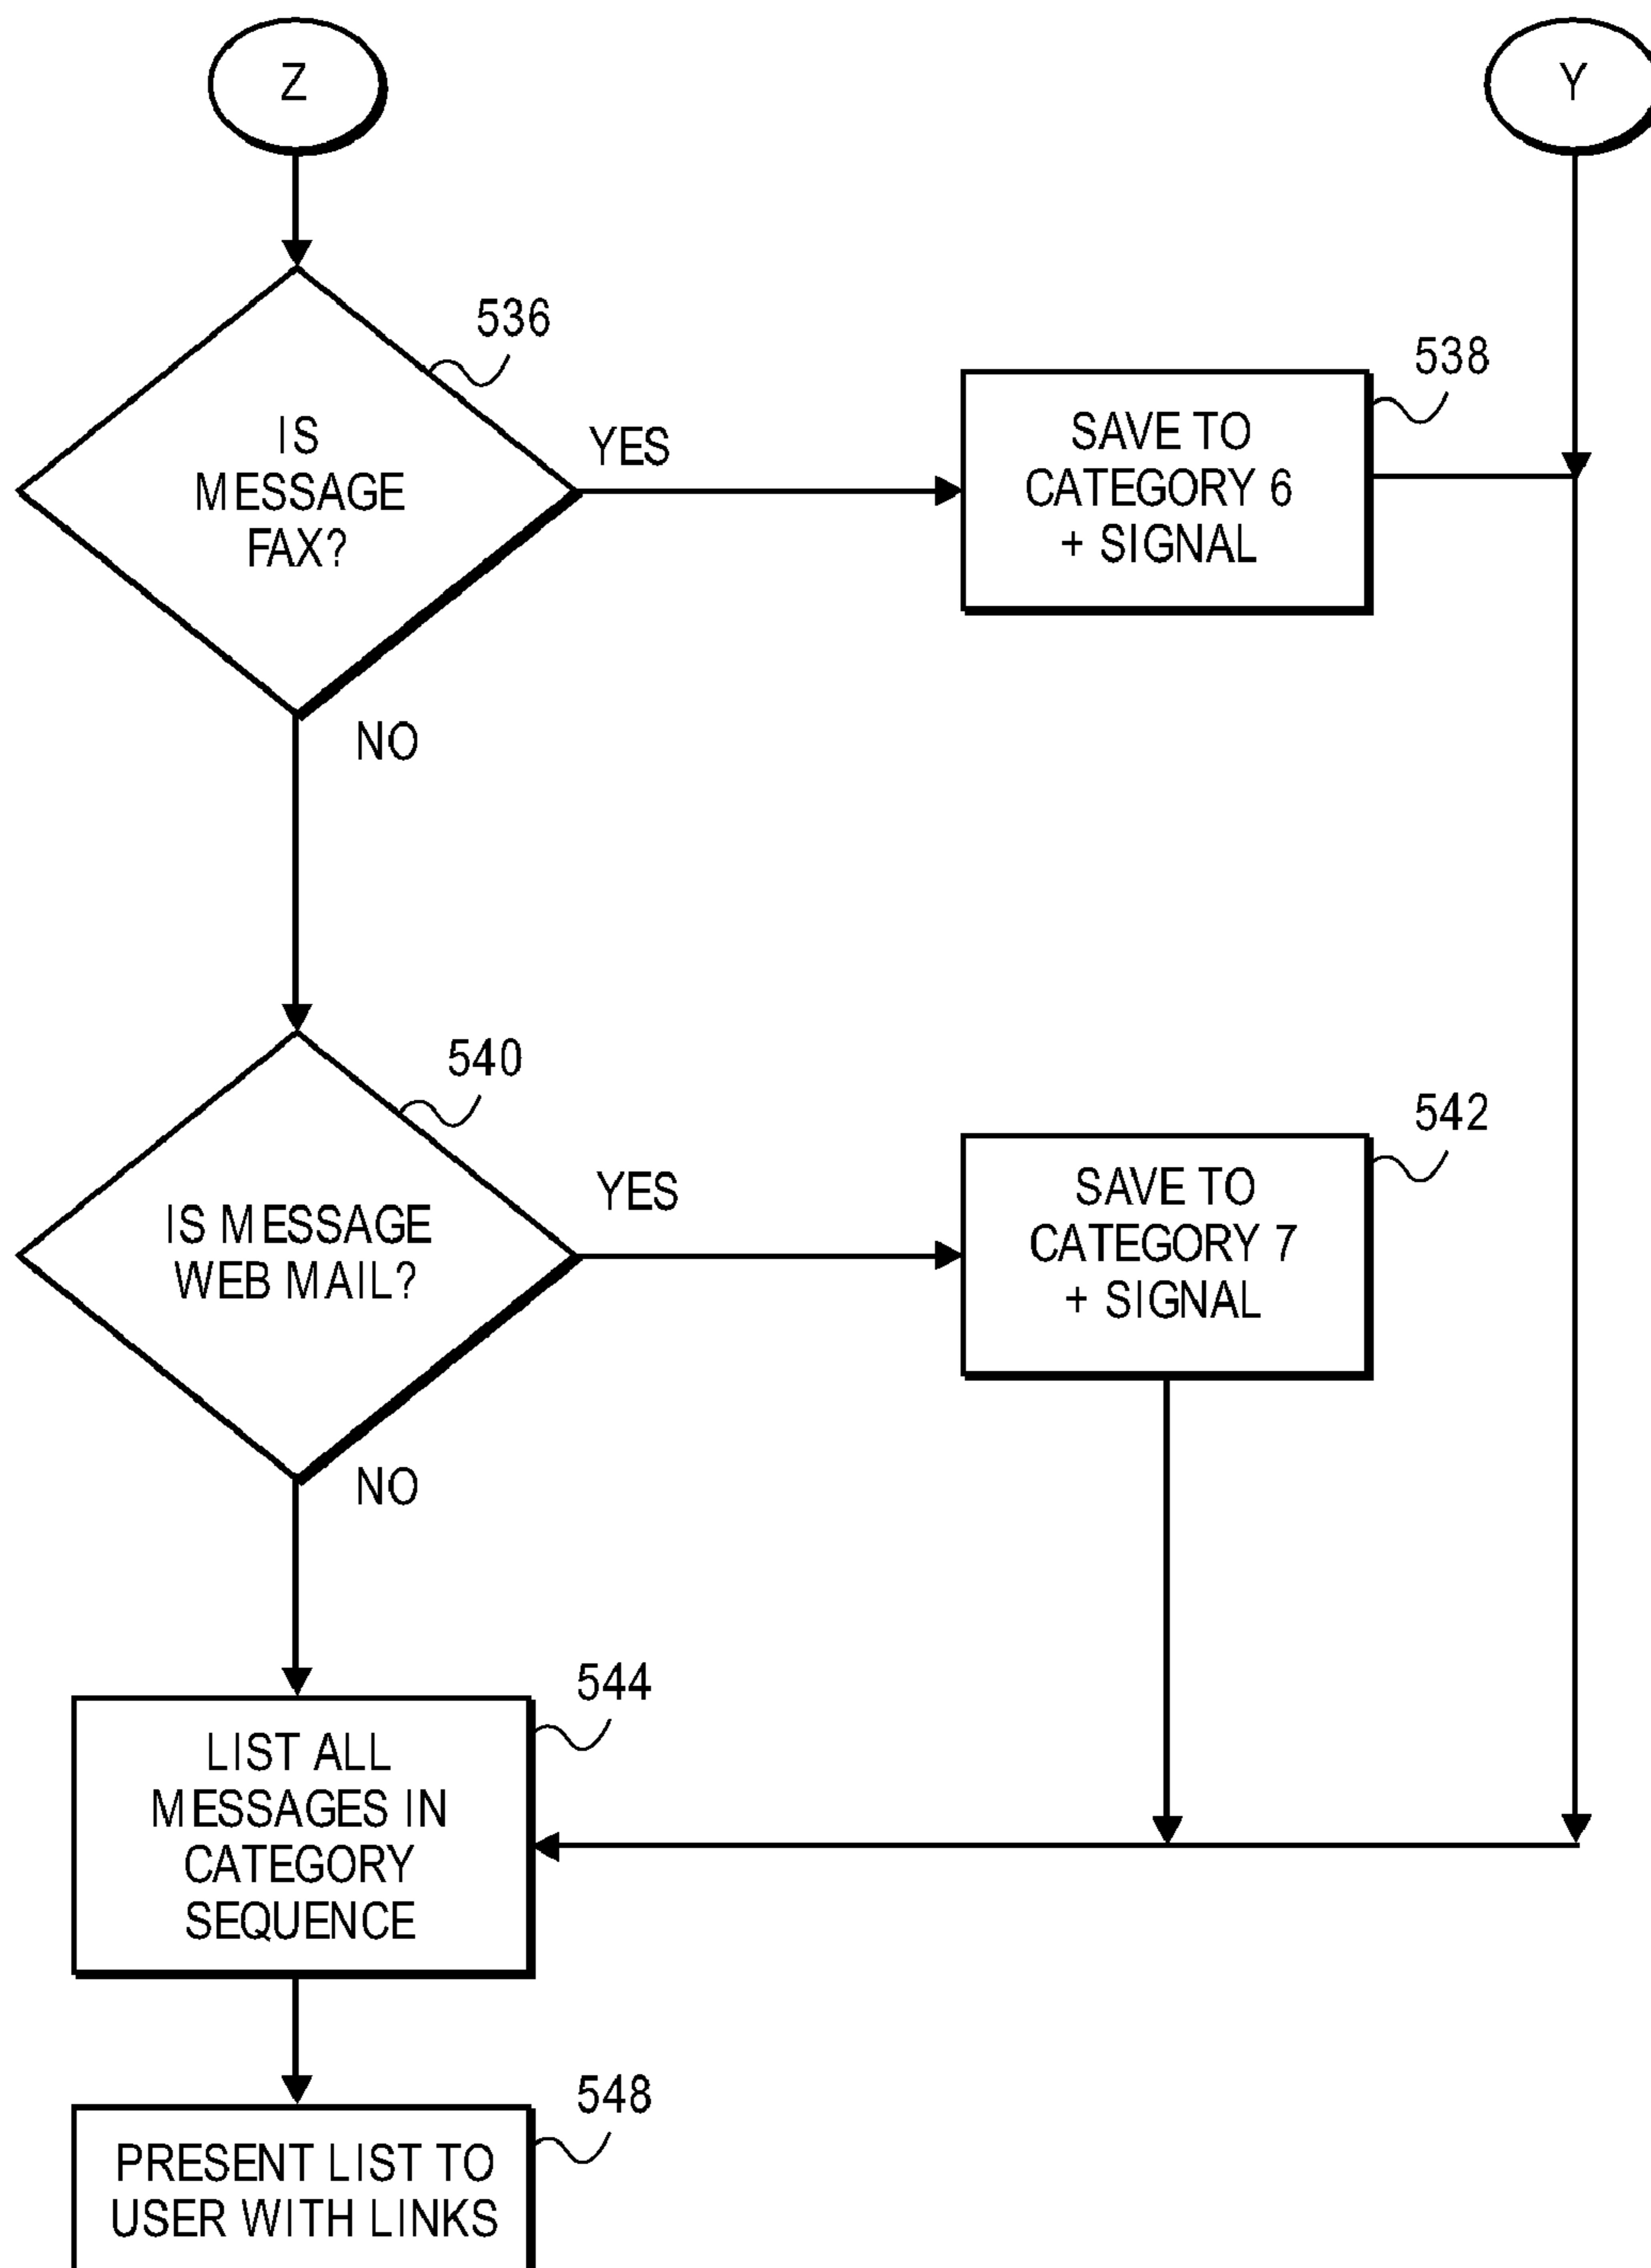 Z
Y
536
IS
MESSAGE
FAX?
YES
NO
538
SAVE TO
CATEGORY 6
+ SIGNAL
540
IS MESSAGE
WEB MAIL?
YES
NO
542
SAVE TO
CATEGORY 7
+ SIGNAL
544
LIST ALL
MESSAGES IN
CATEGORY
SEQUENCE
548
PRESENT LIST TO
USER WITH LINKS